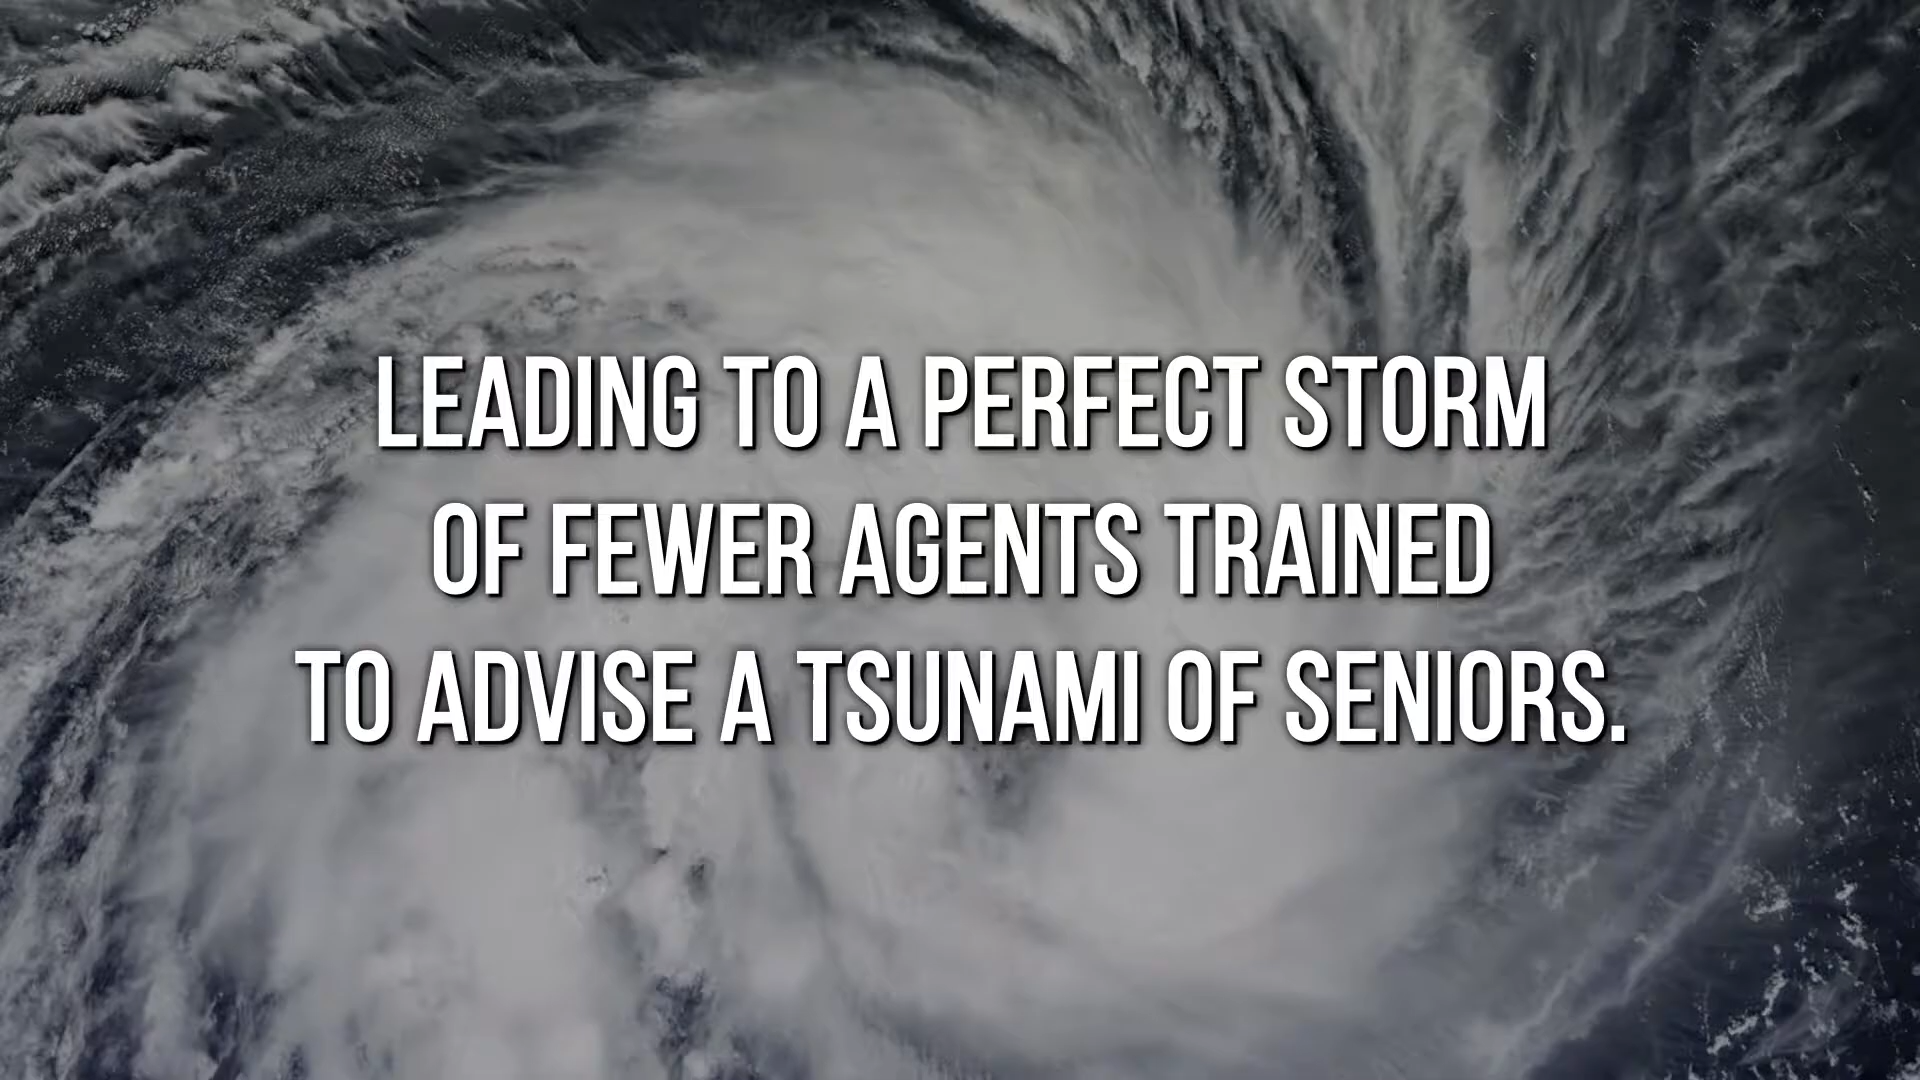 LEADING TO A PERFECT STORM
OF FEWER AGENTS TRAINED
TO ADVISE A TSUNAMI OF SENIORS.